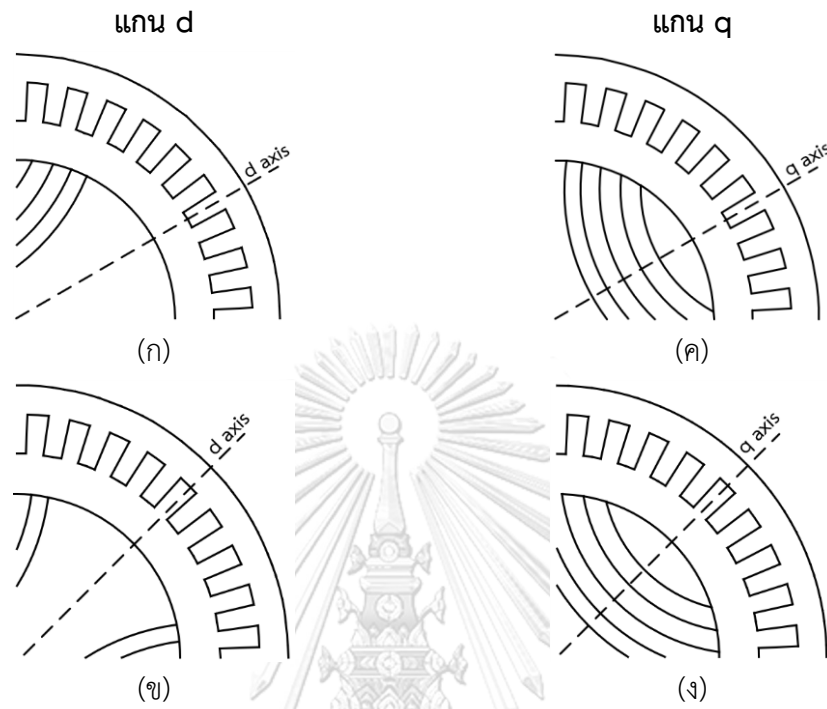 แกน d
แกน q
d axis
q axis
(ก)
(ค)
d axis
q axis
(ข)
(ง)